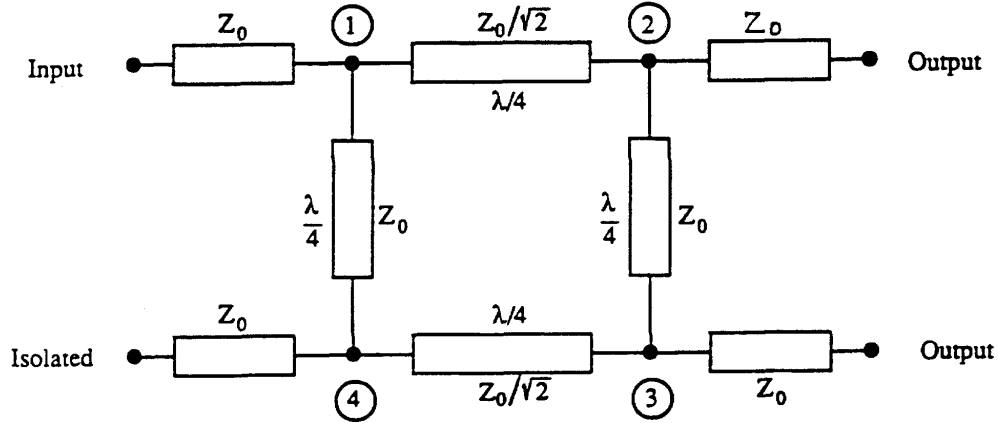 Z₀ ① Z₀/√2 ② Z₀
Input λ/4 Output
λ/4 Z₀ λ/4 Z₀
Z₀ λ/4
Isolated Output
④ Z₀/√2 ③ Z₀